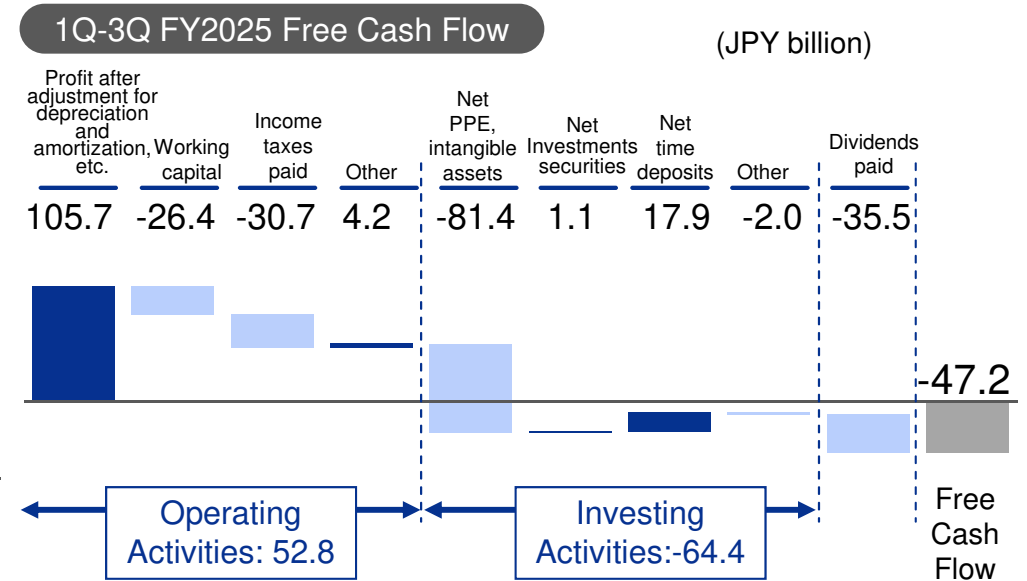 1Q-3Q FY2025 Free Cash Flow
(JPY billion)
Profit after
adjustment for
depreciation
and
amortization,
etc.
Working
capital
Income
taxes
paid
Other
Net
PPE,
intangible
assets
Net
Investments
securities
Net
time
deposits
Other
Dividends
paid
105.7 -26.4 -30.7 4.2 -81.4 1.1 17.9 -2.0 -35.5
-47.2
Operating
Activities: 52.8
Investing
Activities:-64.4
Free
Cash
Flow